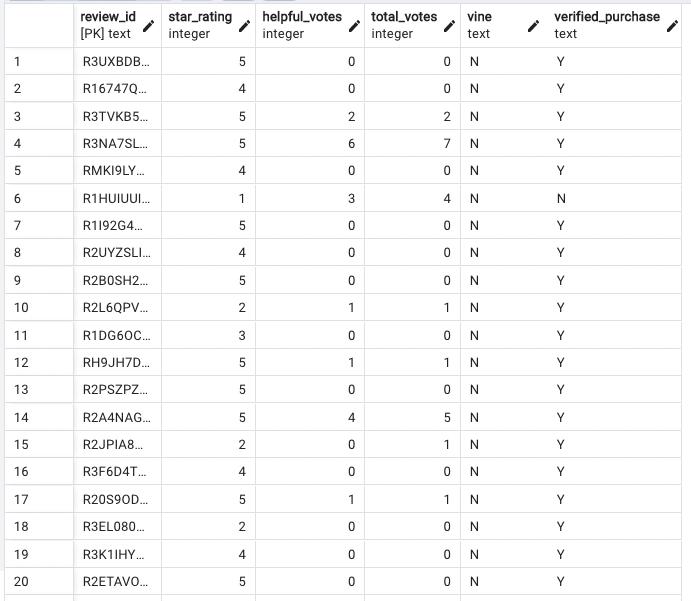 review_id star_rating helpful_votes total_votes vine verified_purchase
[PK] text integer integer integer text text
1 R3UXBDB... 5 0 0 N Y
2 R16747Q... 4 0 0 N Y
3 R3TVKB5... 5 2 2 N Y
4 R3NA7SL... 5 6 7 N Y
5 RMKI9LY... 4 0 0 N Y
6 R1HUIUUI... 1 3 4 N N
7 R1I92G4... 5 0 0 N Y
8 R2UYZSLI... 4 0 0 N Y
9 R2B0SH2... 5 0 0 N Y
10 R2L6QPV... 2 1 1 N Y
11 R1DG6OC... 3 0 0 N Y
12 RH9JH7D... 5 1 1 N Y
13 R2PSZPZ... 5 0 0 N Y
14 R2A4NAG... 5 4 5 N Y
15 R2JPIA8... 2 0 1 N Y
16 R3F6D4T... 4 0 0 N Y
17 R20S9OD... 5 1 1 N Y
18 R3EL080... 2 0 0 N Y
19 R3K1IHY... 4 0 0 N Y
20 R2ETAVO... 5 0 0 N Y